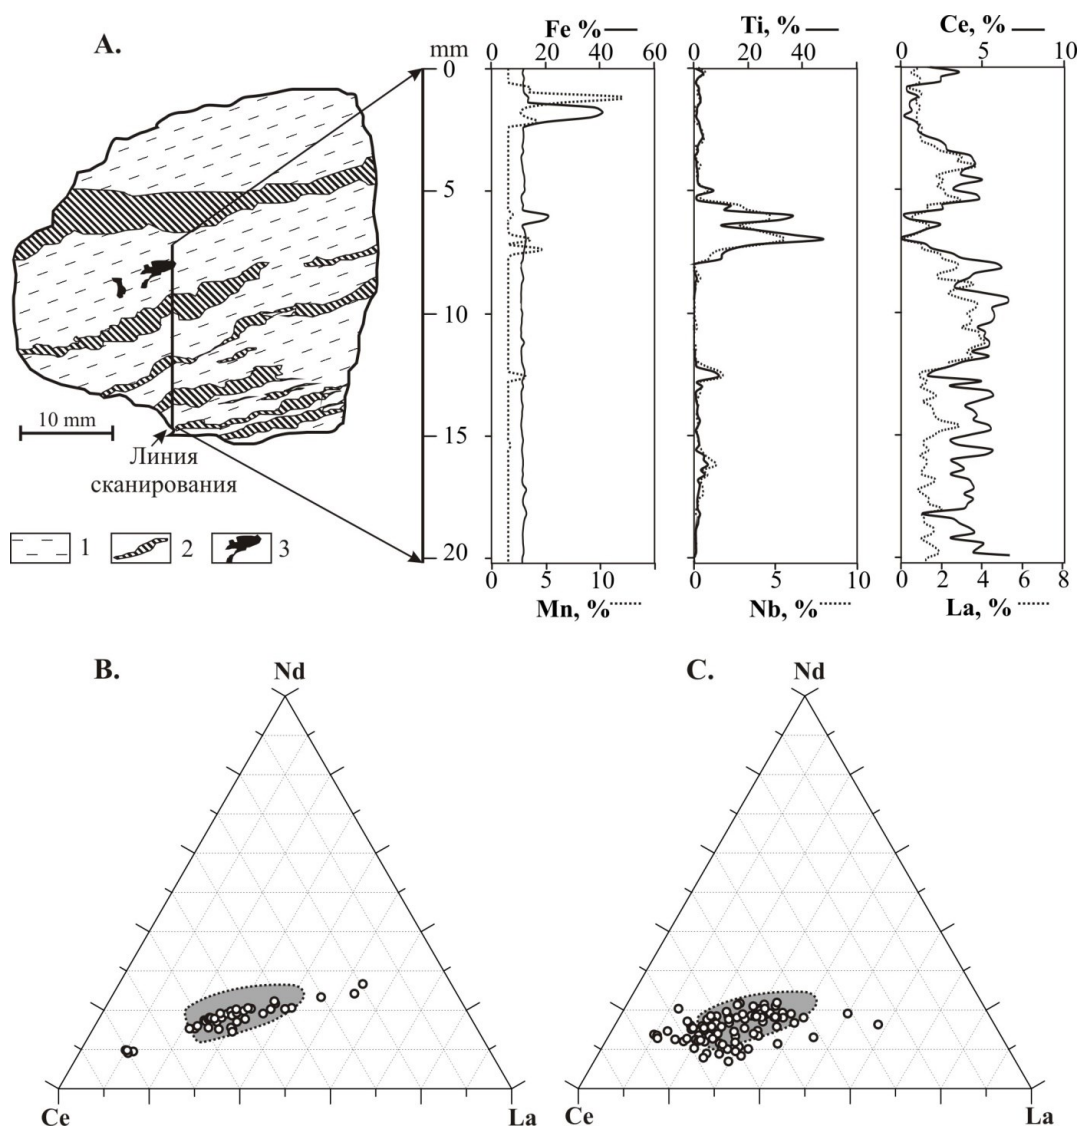 A.
mm
0
5
10
15
20
10 mm
Линия
сканирования
1
2
3
Fe %
0 20 40 60
0 5 10
Mn, %
Ti, %
0 20 40
0 5 10
Nb, %
Ce, %
0 5 10
0 2 4 6 8
La, %
B.
Nd
Ce
La
C.
Nd
Ce
La